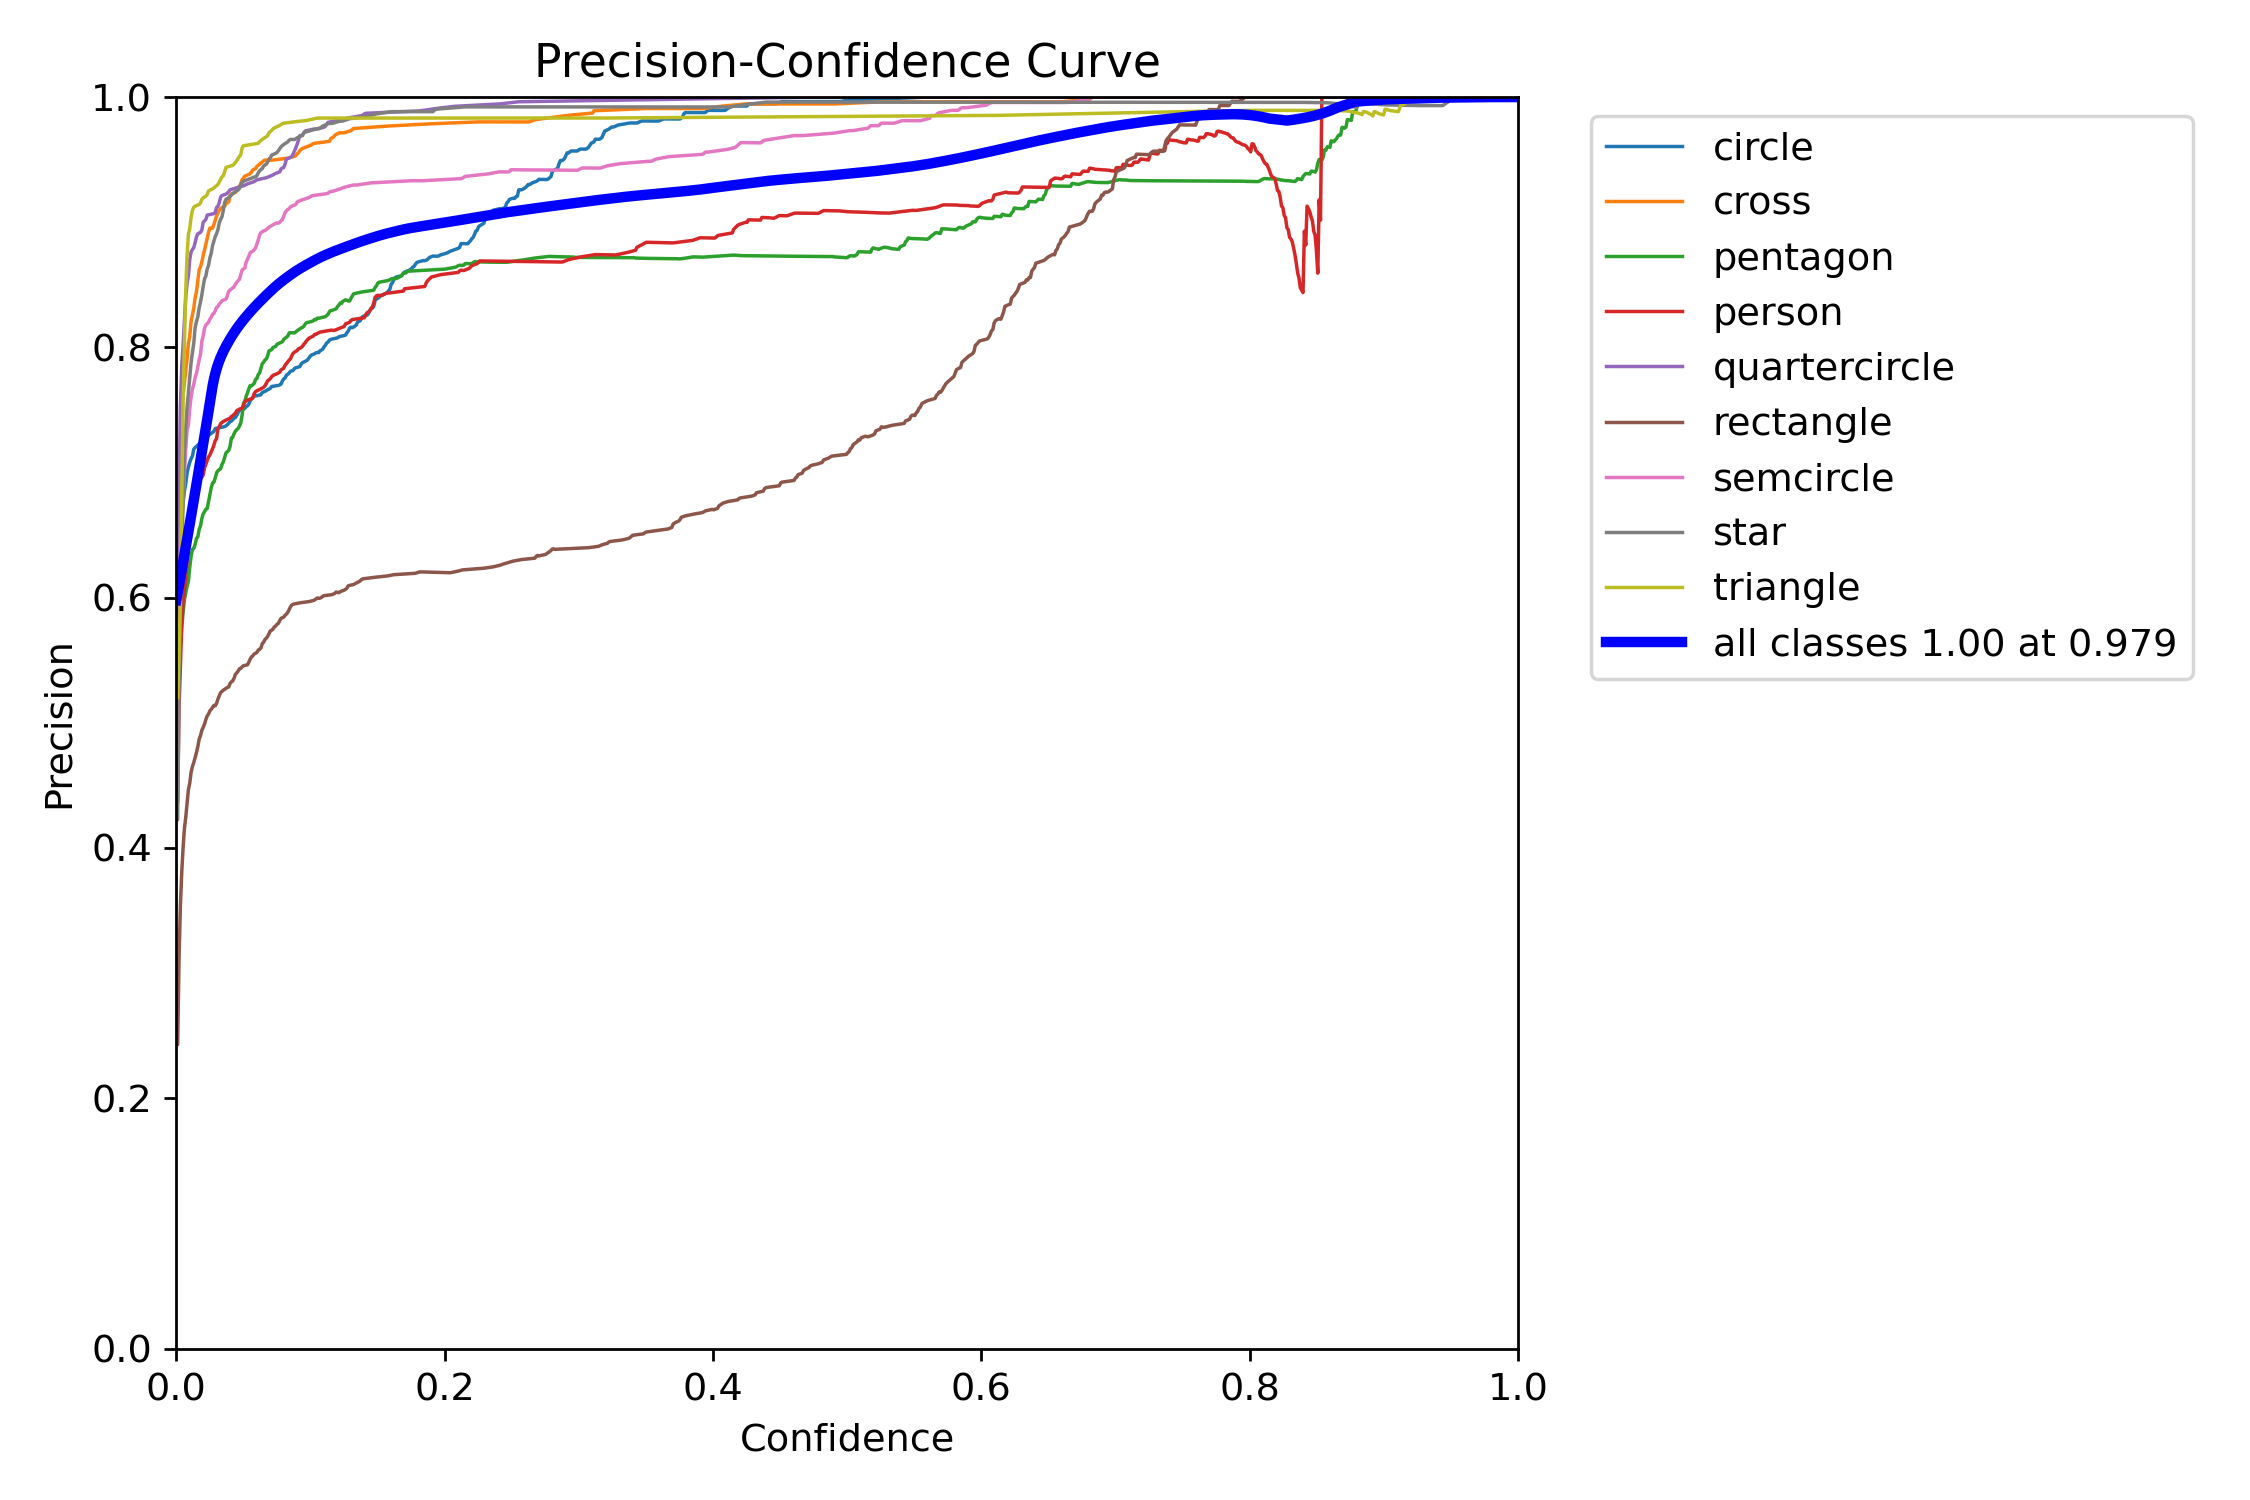 Precision-Confidence Curve
1.0
0.8
0.6
0.4
0.2
0.0
Precision
0.0 0.2 0.4 0.6 0.8 1.0
Confidence
circle
cross
pentagon
person
quartercircle
rectangle
semcircle
star
triangle
all classes 1.00 at 0.979